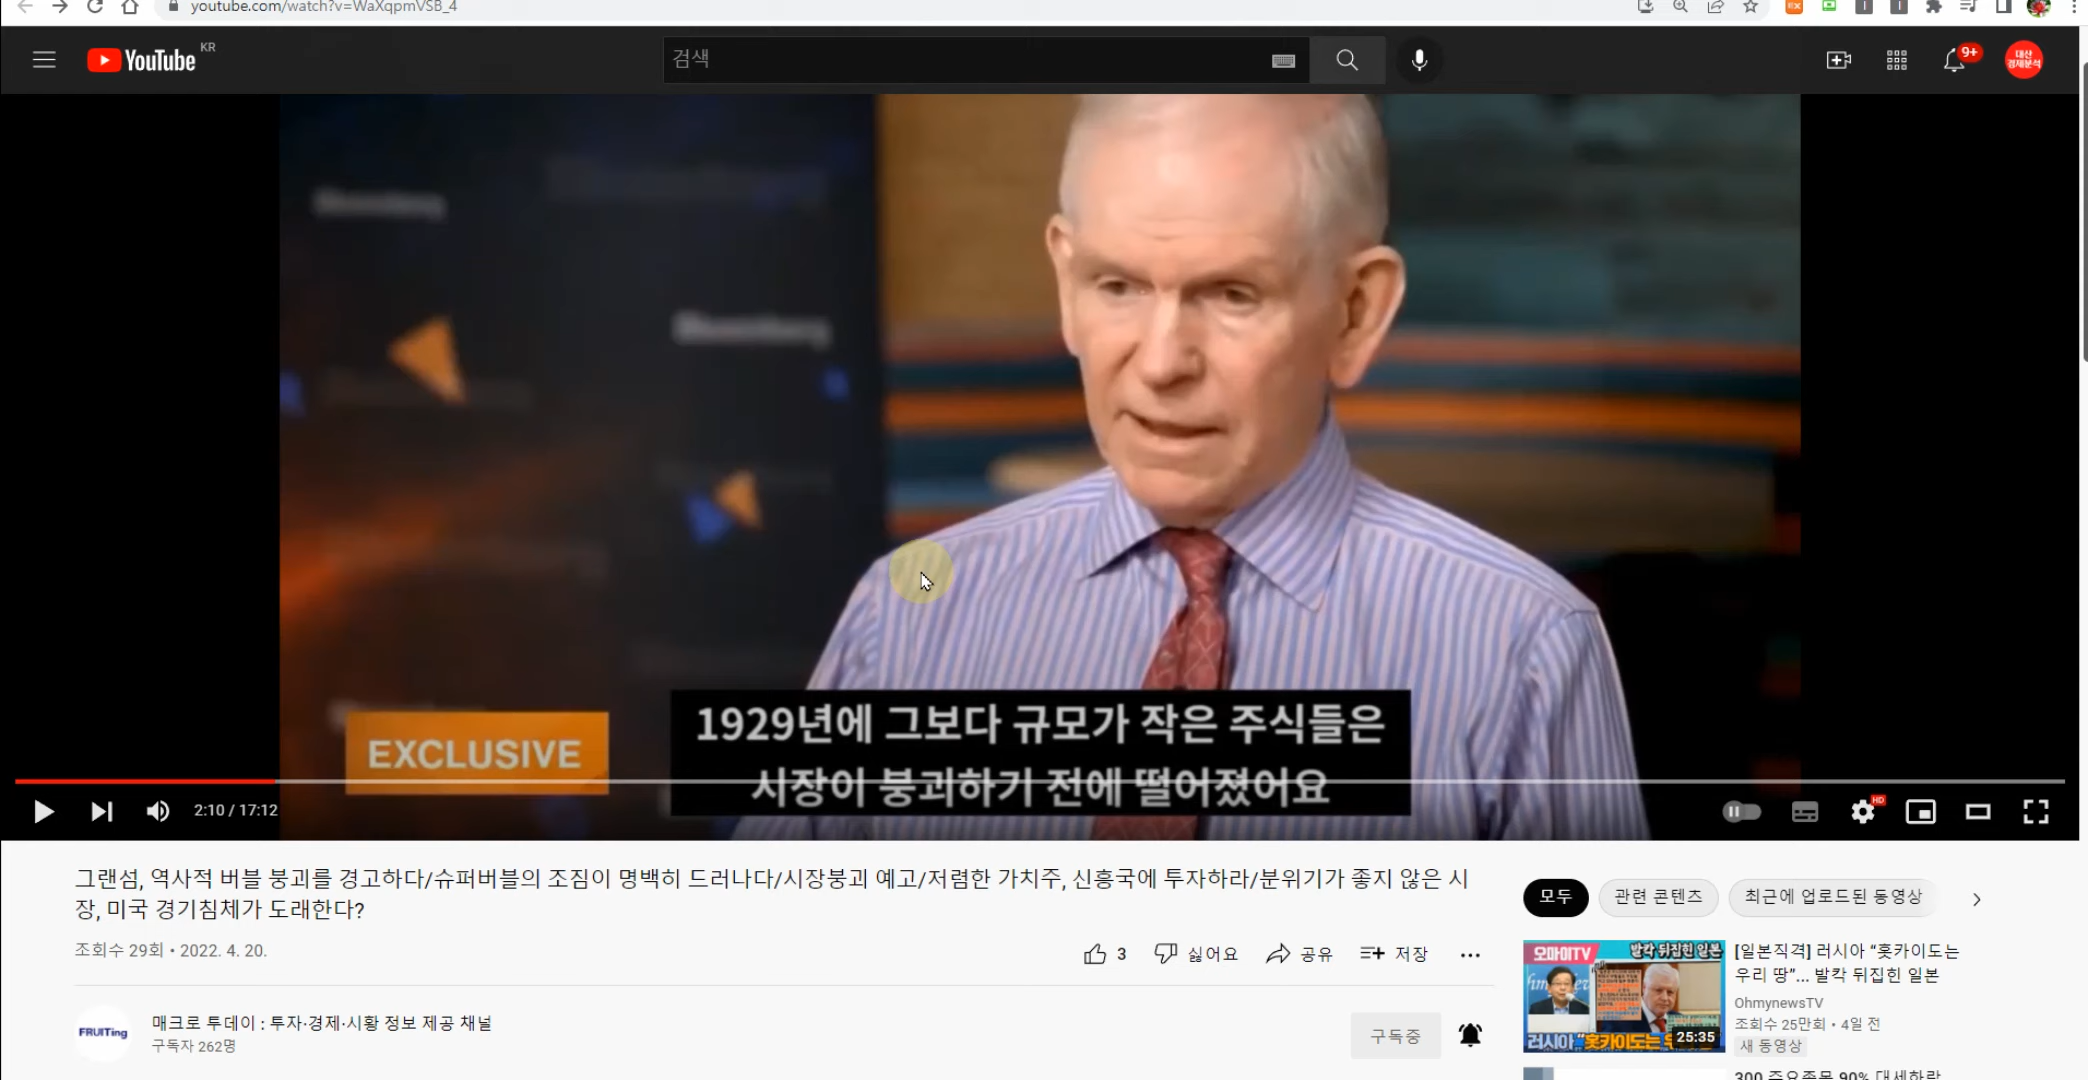 youtube.com/watch?v=WaXqpmVSB_4
YouTube KR
검색
9+
대신
경제분석
Bloomberg
Bloomberg
EXCLUSIVE
1929년에 그보다 규모가 작은 주식들은
시장이 붕괴하기 전에 떨어졌어요
2:10 / 17:12
HD
그랜섬, 역사적 버블 붕괴를 경고하다/슈퍼버블의 조짐이 명백히 드러나다/시장붕괴 예고/저렴한 가치주, 신흥국에 투자하라/분위기가 좋지 않은 시
장, 미국 경기침체가 도래한다?
조회수 29회 • 2022. 4. 20.
3 싫어요 공유 저장
FRUITing
매크로 투데이 : 투자·경제·시황 정보 제공 채널
구독자 262명
구독중
모두 관련 콘텐츠 최근에 업로드된 동영상
오마이TV 발칵 뒤집힌 일본
25:35
[일본직격] 러시아 “홋카이도는
우리 땅”... 발칵 뒤집힌 일본
OhmynewsTV
조회수 25만회 • 4일 전
새 동영상